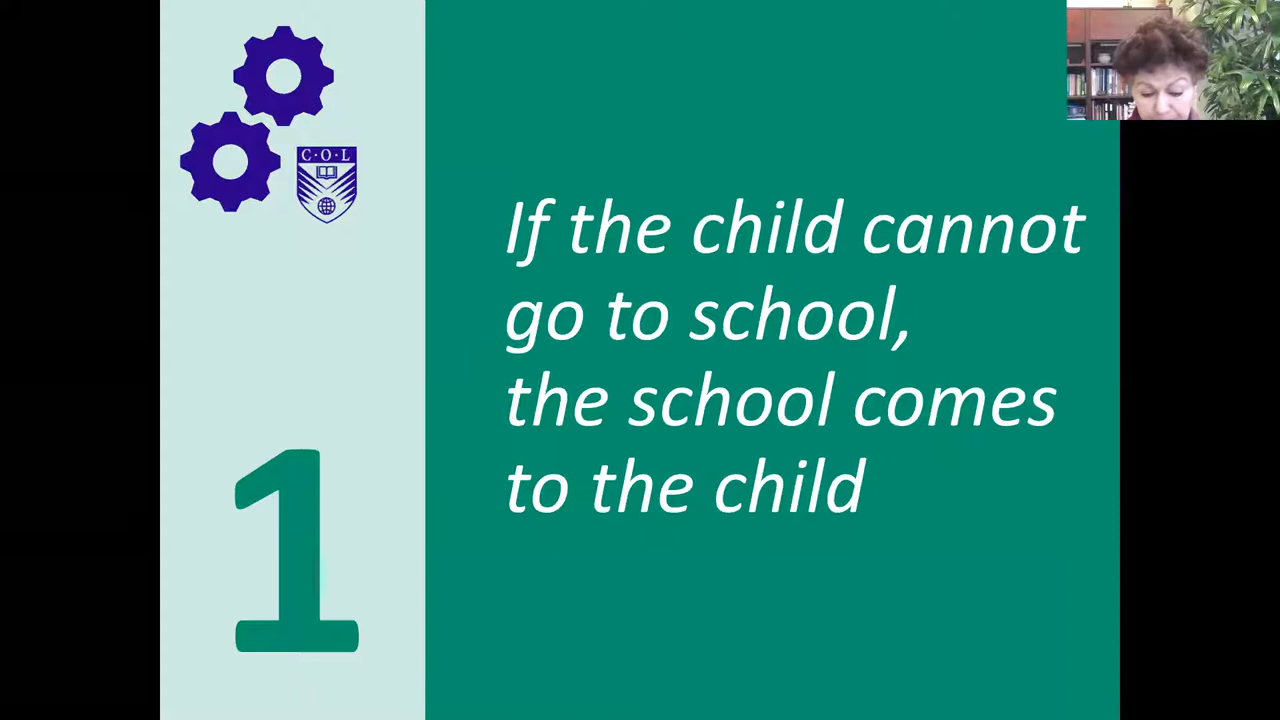 C·O·L
If the child cannot
go to school,
the school comes
to the child
1